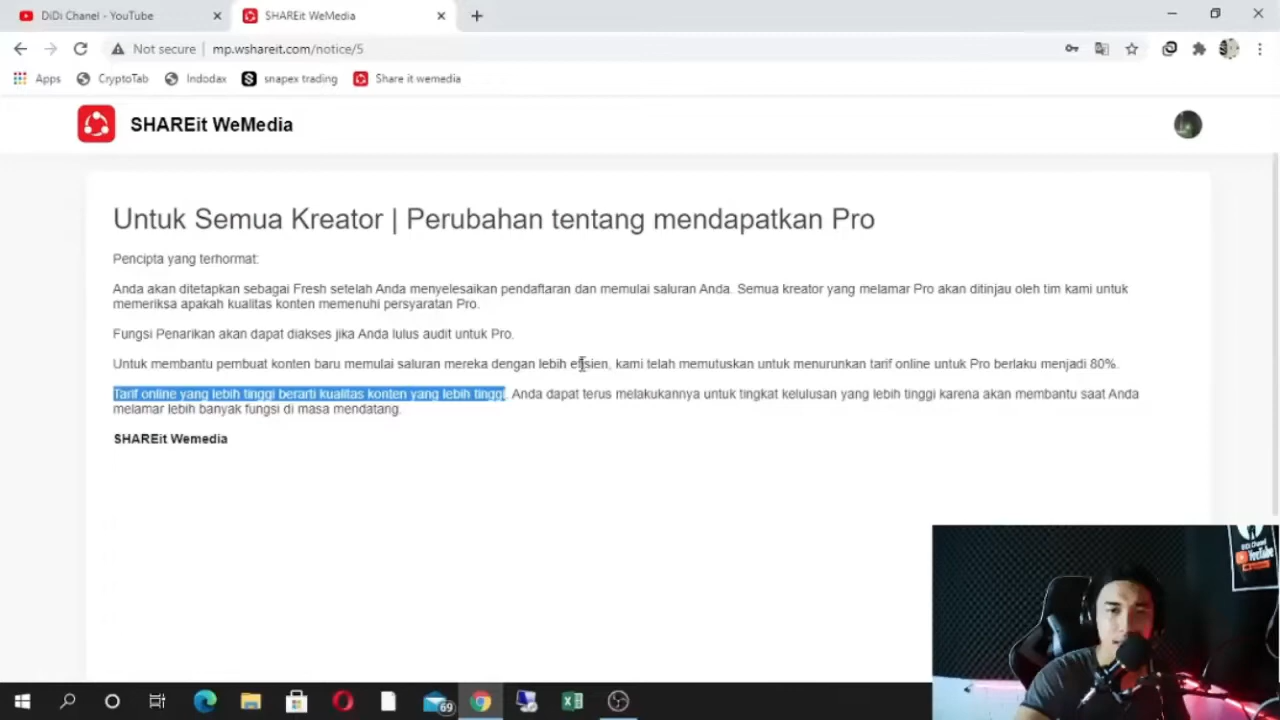 DiDi Chanel - YouTube
SHAREit WeMedia
Not secure | mp.wshareit.com/notice/5
Apps CryptoTab Indodax snapex trading Share it wemedia
SHAREit WeMedia
Untuk Semua Kreator | Perubahan tentang mendapatkan Pro
Pencipta yang terhormat:
Anda akan ditetapkan sebagai Fresh setelah Anda menyelesaikan pendaftaran dan memulai saluran Anda. Semua kreator yang melamar Pro akan ditinjau oleh tim kami untuk
memeriksa apakah kualitas konten memenuhi persyaratan Pro.
Fungsi Penarikan akan dapat diakses jika Anda lulus audit untuk Pro.
Untuk membantu pembuat konten baru memulai saluran mereka dengan lebih efisien, kami telah memutuskan untuk menurunkan tarif online untuk Pro berlaku menjadi 80%.
Tarif online yang lebih tinggi berarti kualitas konten yang lebih tinggi. Anda dapat terus melakukannya untuk tingkat kelulusan yang lebih tinggi karena akan membantu saat Anda
melamar lebih banyak fungsi di masa mendatang.
SHAREit Wemedia
DiDi Chanel
YouTube
69